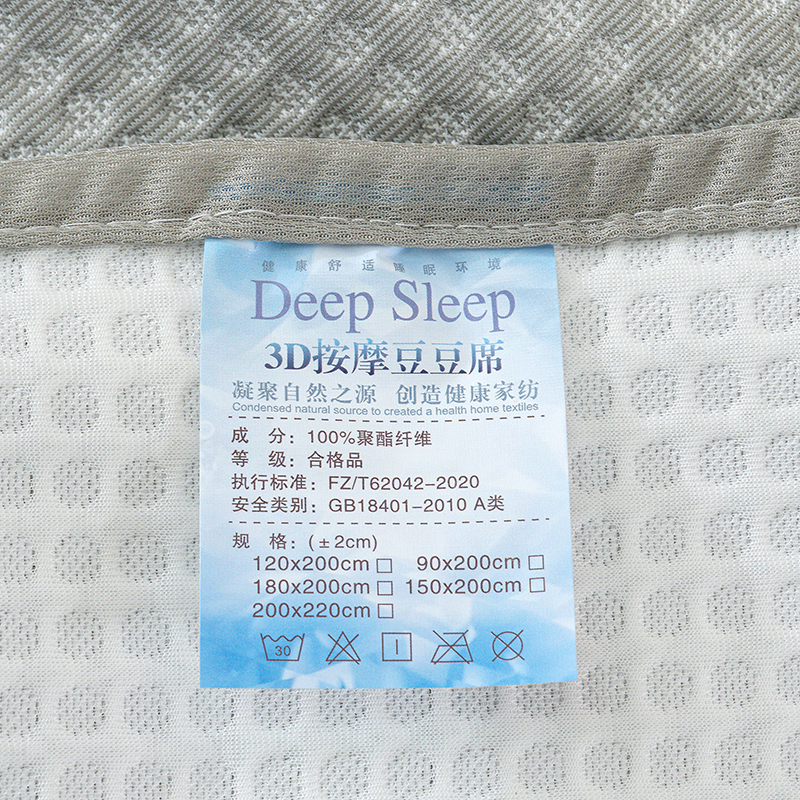 健康舒适睡眠环境
Deep Sleep
3D按摩豆豆席
凝聚自然之源 创造健康家纺
Condensed natural source to created a health home textiles
成 分：100%聚酯纤维
等 级：合格品
执行标准：FZ/T62042-2020
安全类别：GB18401-2010 A类
规 格：(±2cm)
120x200cm□ 90x200cm□
180x200cm□ 150x200cm□
200x220cm□
30